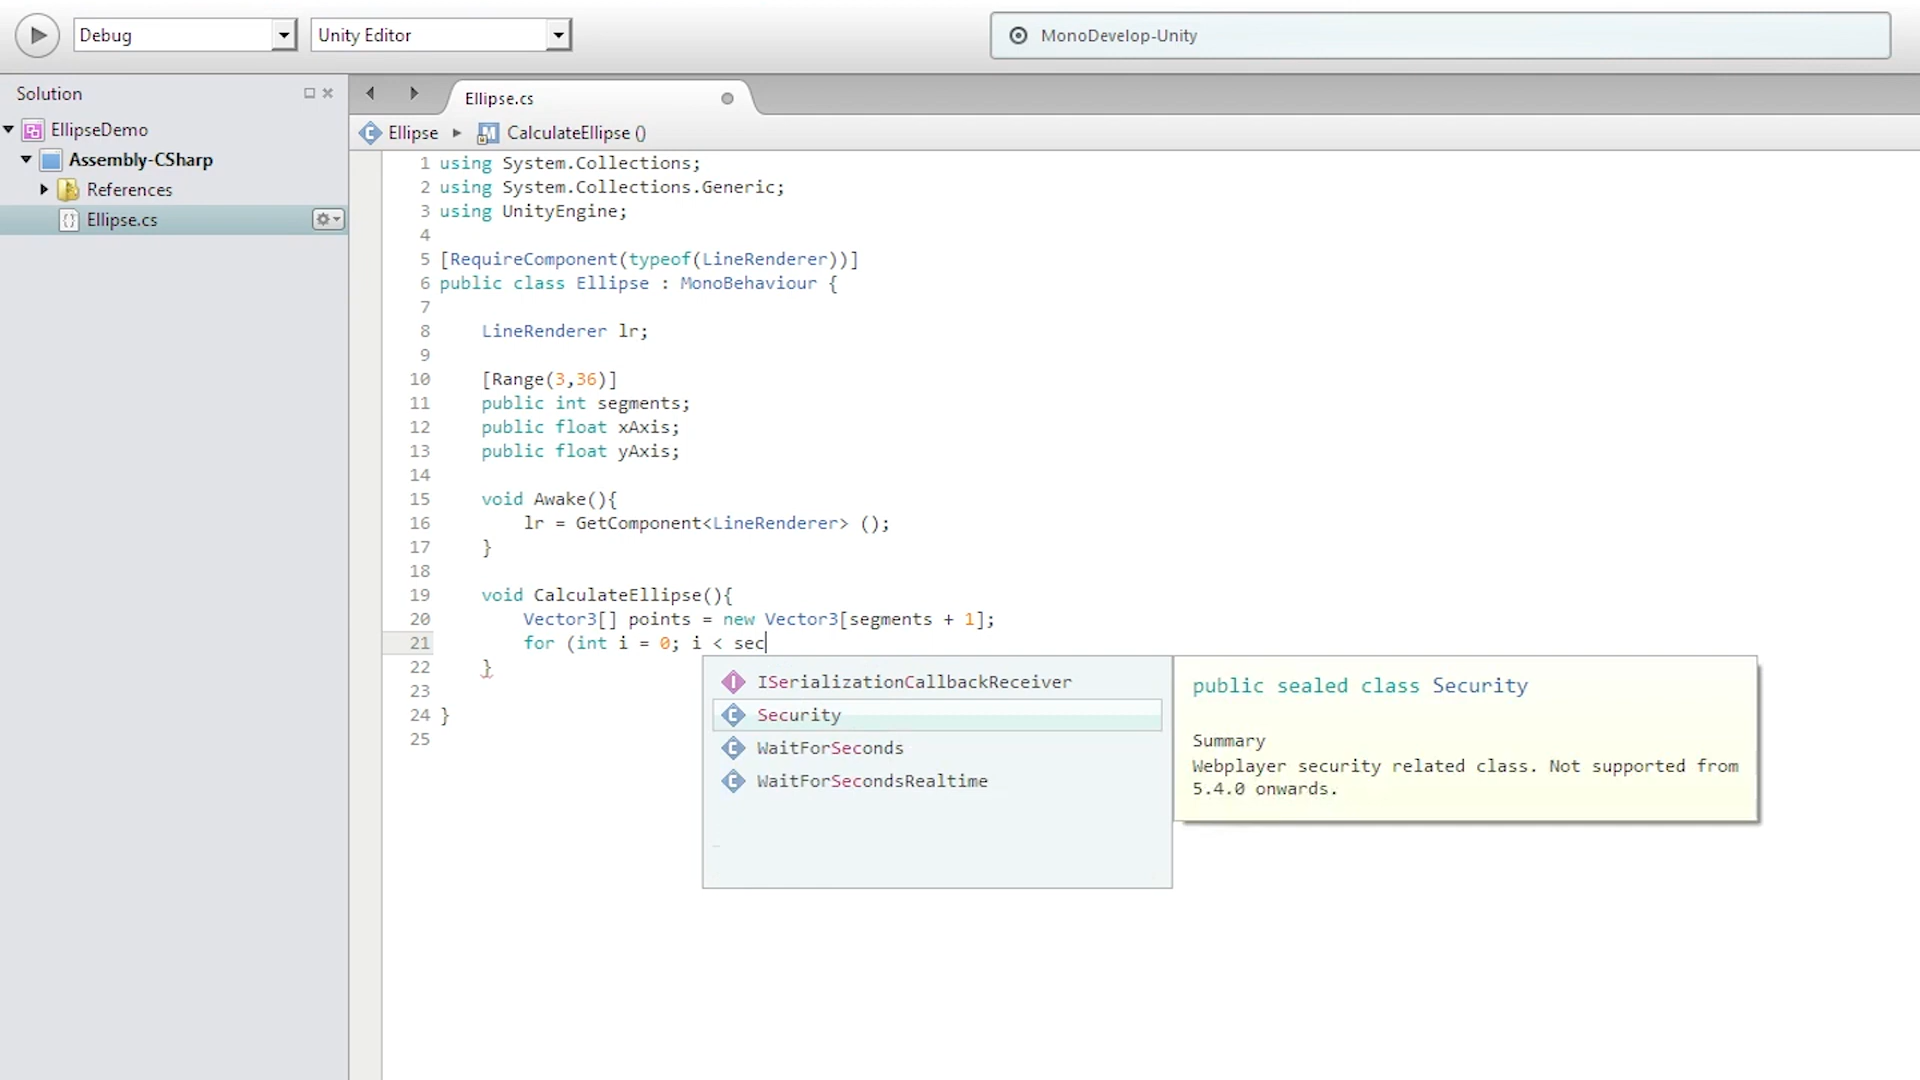 Debug
Unity Editor
MonoDevelop-Unity
Solution
EllipseDemo
Assembly-CSharp
References
Ellipse.cs
Ellipse.cs
Ellipse
CalculateEllipse ()
1 using System.Collections;
2 using System.Collections.Generic;
3 using UnityEngine;
4
5 [RequireComponent(typeof(LineRenderer))]
6 public class Ellipse : MonoBehaviour {
7
8 LineRenderer lr;
9
10 [Range(3,36)]
11 public int segments;
12 public float xAxis;
13 public float yAxis;
14
15 void Awake(){
16 lr = GetComponent<LineRenderer> ();
17 }
18
19 void CalculateEllipse(){
20 Vector3[] points = new Vector3[segments + 1];
21 for (int i = 0; i < sec
22 }
23
24 }
25
ISerializationCallbackReceiver
Security
WaitForSeconds
WaitForSecondsRealtime
public sealed class Security
Summary
Webplayer security related class. Not supported from
5.4.0 onwards.